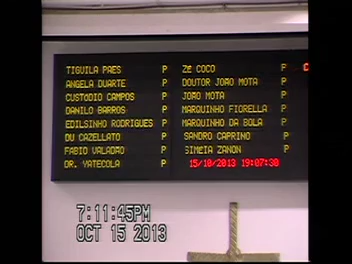 TIGUILA PAES P
ANGELA DUARTE P
CUSTODIO CAMPOS P
DANILO BARROS P
EDILSINHO RODRIGUES P
DU CAZELLATO P
FABIO VALADAO P
DR. YATECOLA P
ZE COCO P
DOUTOR JOAO MOTA P
JOAO MOTA P
MARQUINHO FIORELLA P
MARQUINHO DA BOLA P
SANDRO CAPRINO P
SIMEIA ZANON P
15/10/2013 19:07:30
7:11:45PM
OCT 15 2013